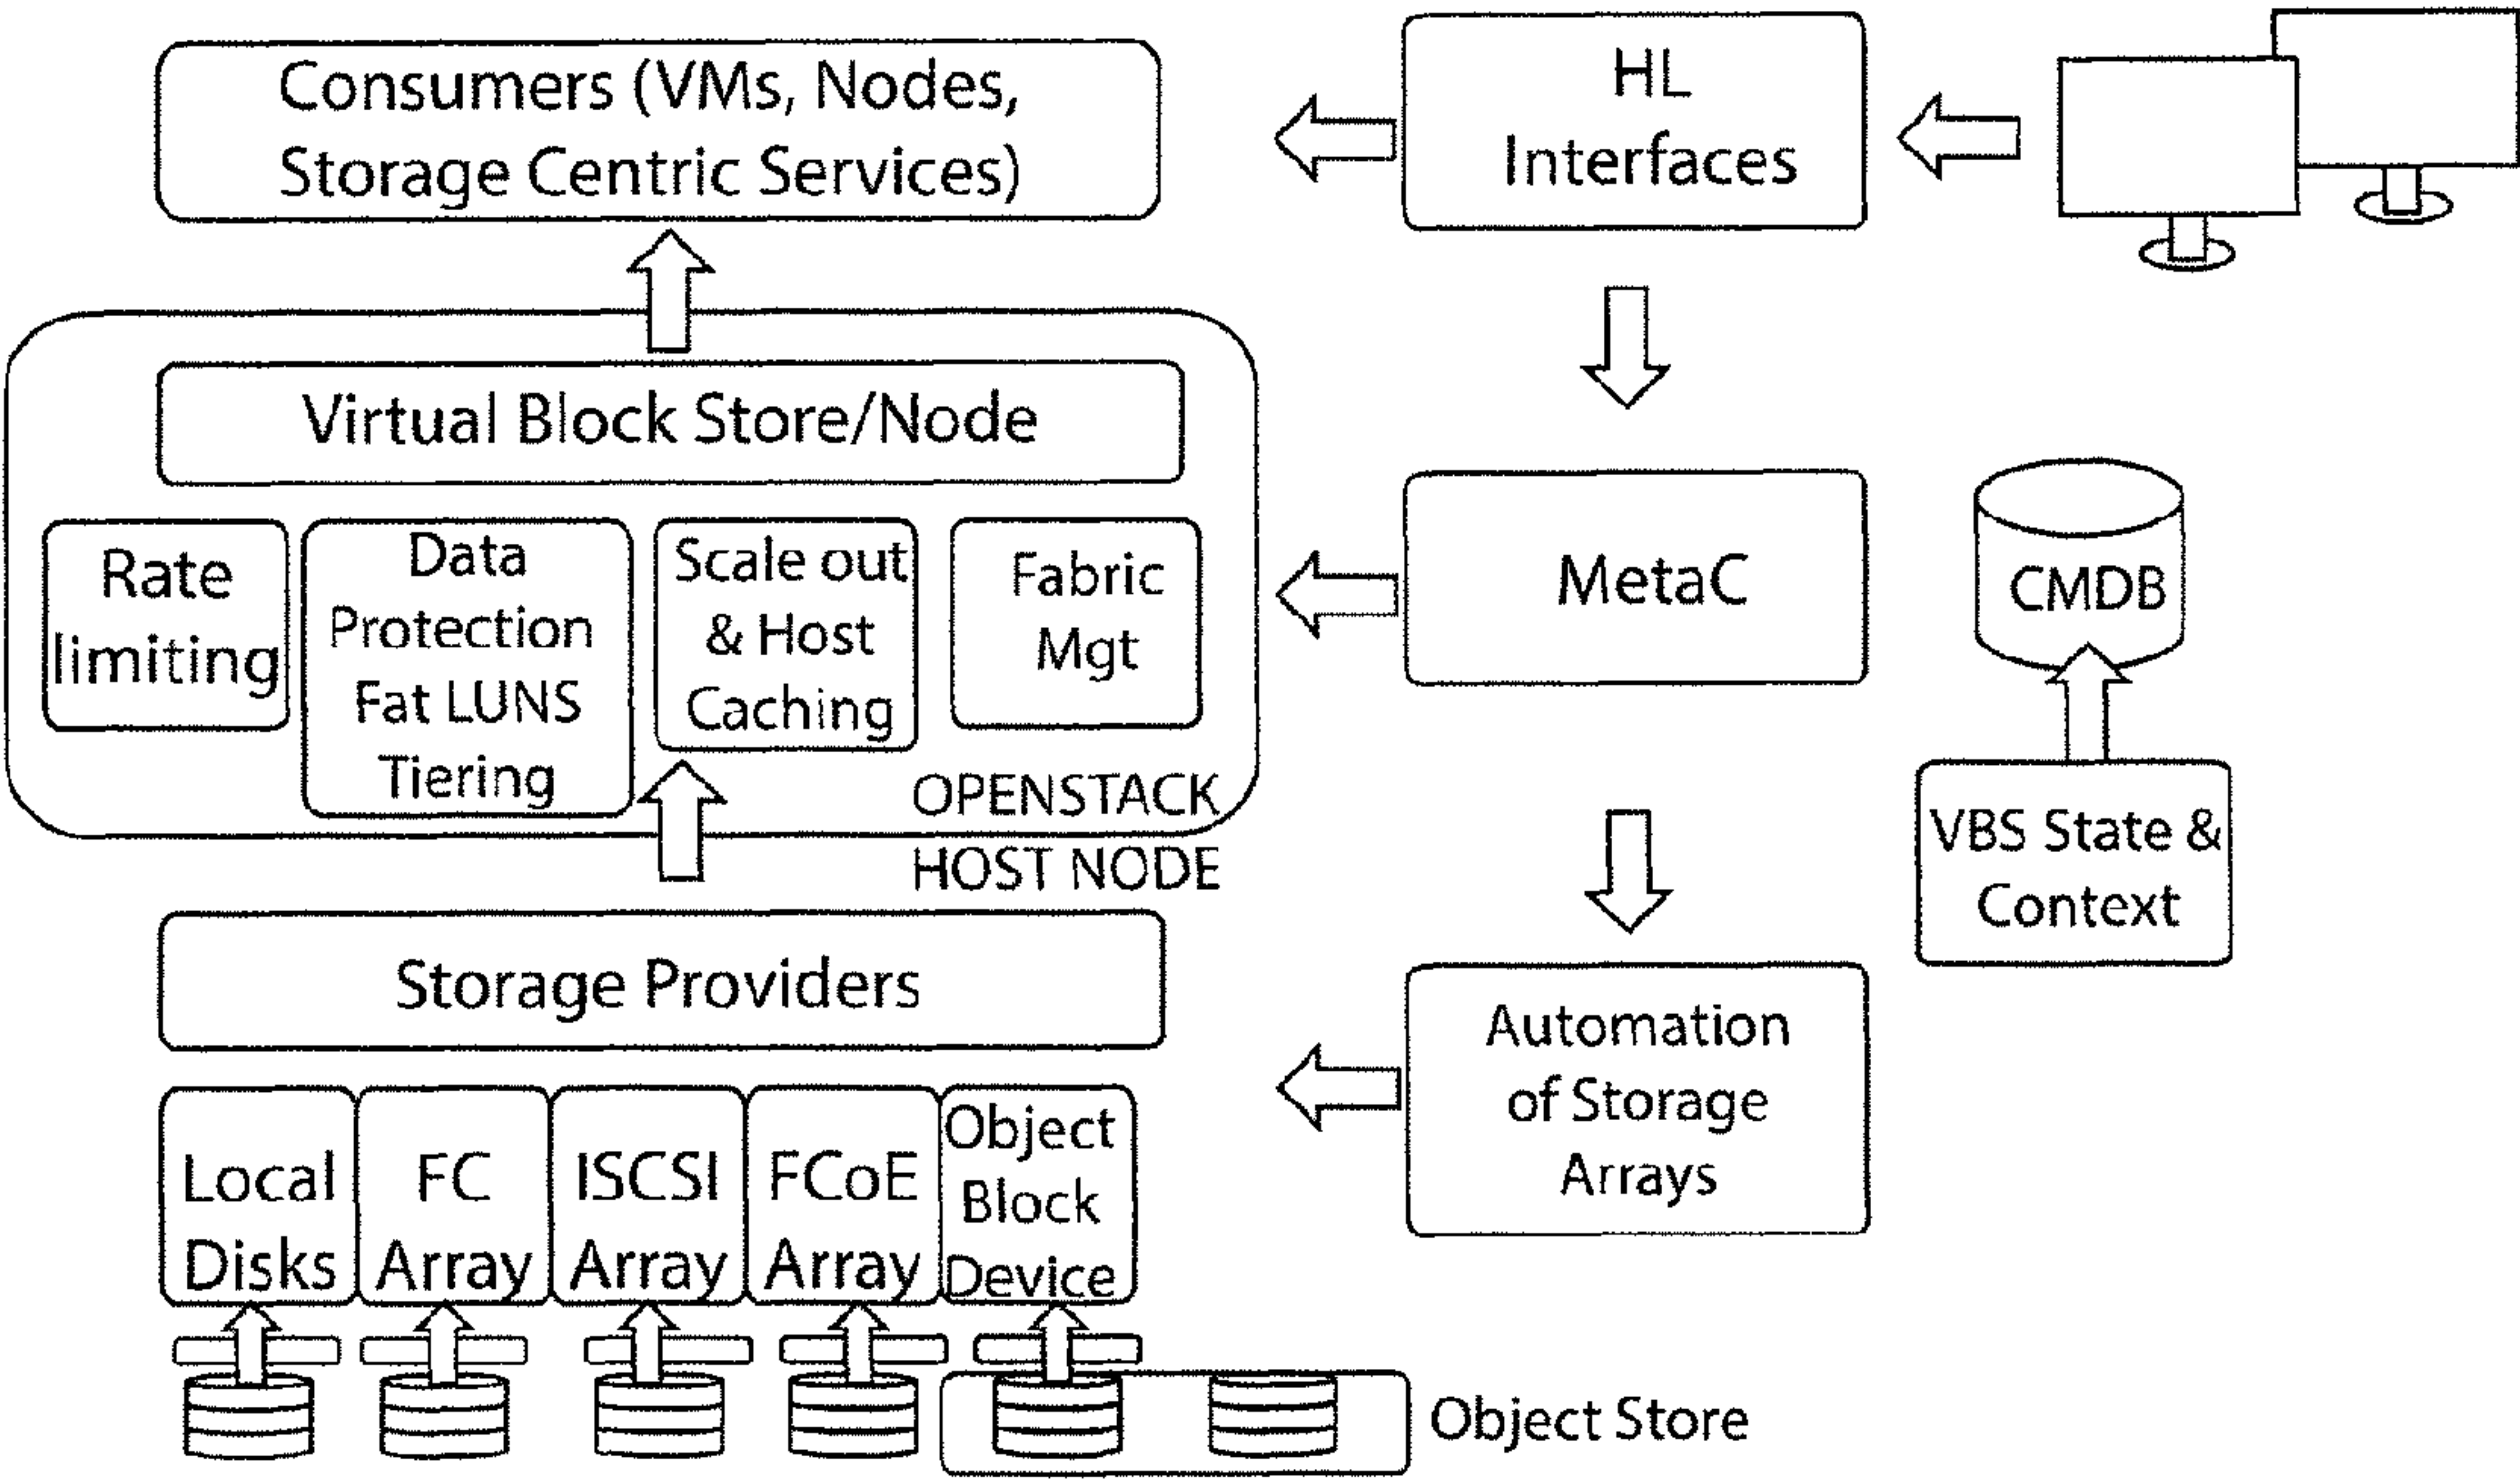 Consumers (VMs, Nodes,
Storage Centric Services)
HL
Interfaces
Virtual Block Store/Node
Rate
limiting
Data
Protection
Fat LUNS
Tiering
Scale out
& Host
Caching
Fabric
Mgt
OPENSTACK
HOST NODE
MetaC
CMDB
VBS State &
Context
Storage Providers
Automation
of Storage
Arrays
Local
Disks
FC
Array
ISCSI
Array
FCoE
Array
Object
Block
Device
Object Store